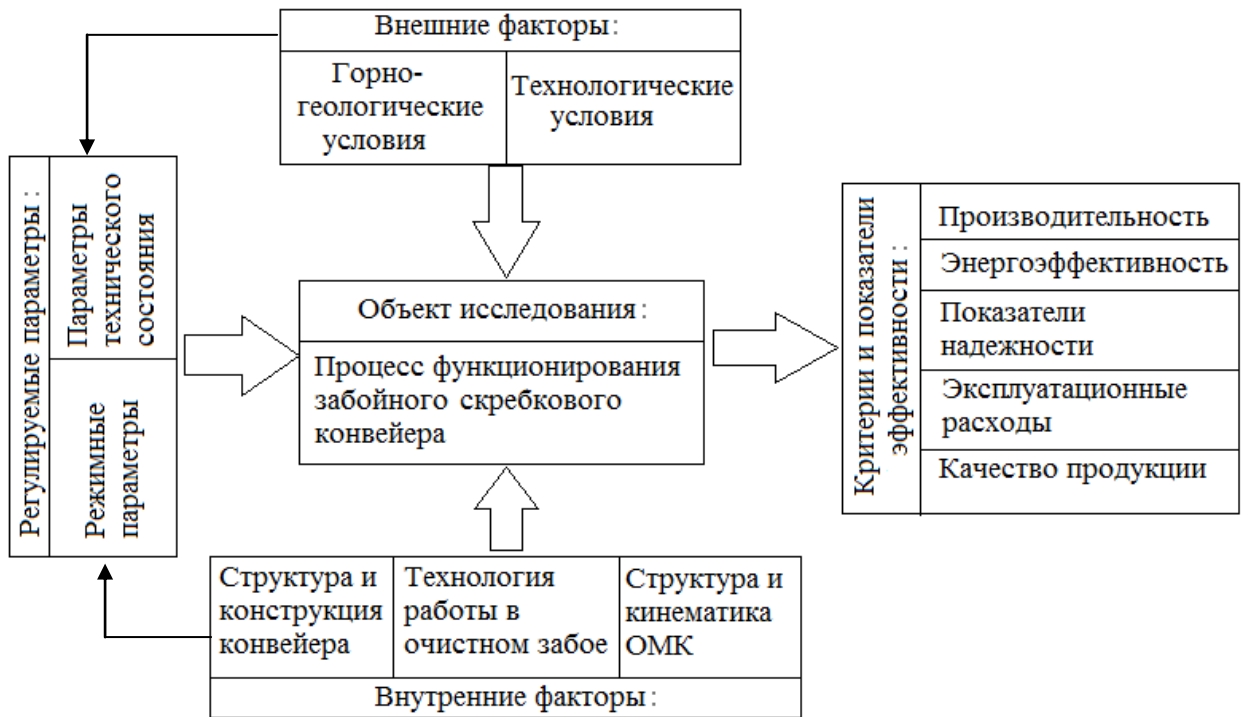 Внешние факторы:
Горно-
геологические
условия
Технологические
условия
Регулируемые параметры :
Параметры
технического
состояния
Режимные
параметры
Объект исследования:
Процесс функционирования
забойного скребкового
конвейера
Критерии и показатели
эффективности :
Производительность
Энергоэффективность
Показатели
надежности
Эксплуатационные
расходы
Качество продукции
Структура и
конструкция
конвейера
Технология
работы в
очистном забое
Структура и
кинематика
ОМК
Внутренние факторы: